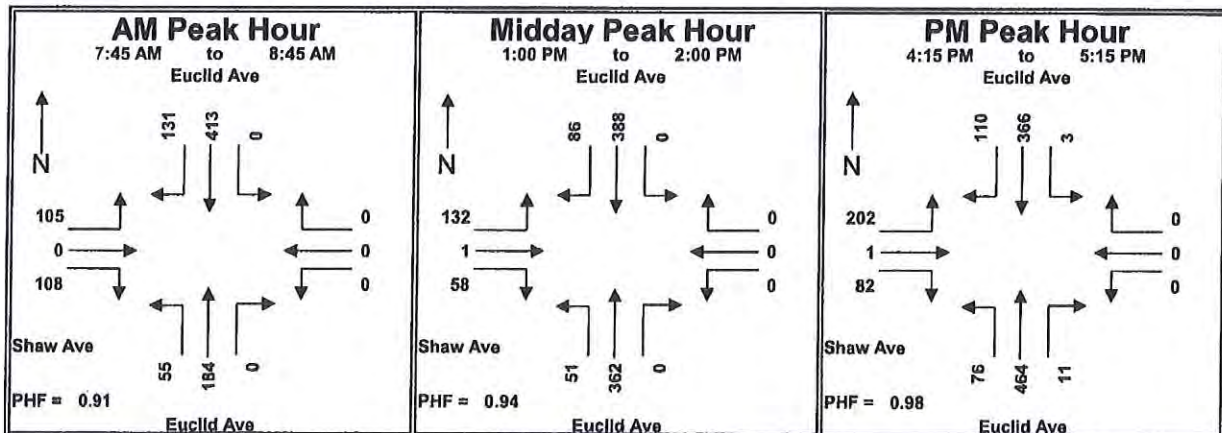 AM Peak Hour
7:45 AM to 8:45 AM
Euclid Ave
131 413 0
N
105
0
108
0
0
0
55 184 0
Shaw Ave
PHF = 0.91
Euclid Ave
Midday Peak Hour
1:00 PM to 2:00 PM
Euclid Ave
86 388 0
N
132
1
58
0
0
0
51 362 0
Shaw Ave
PHF = 0.94
Euclid Ave
PM Peak Hour
4:15 PM to 5:15 PM
Euclid Ave
110 366 3
N
202
1
82
0
0
0
76 464 11
Shaw Ave
PHF = 0.98
Euclid Ave